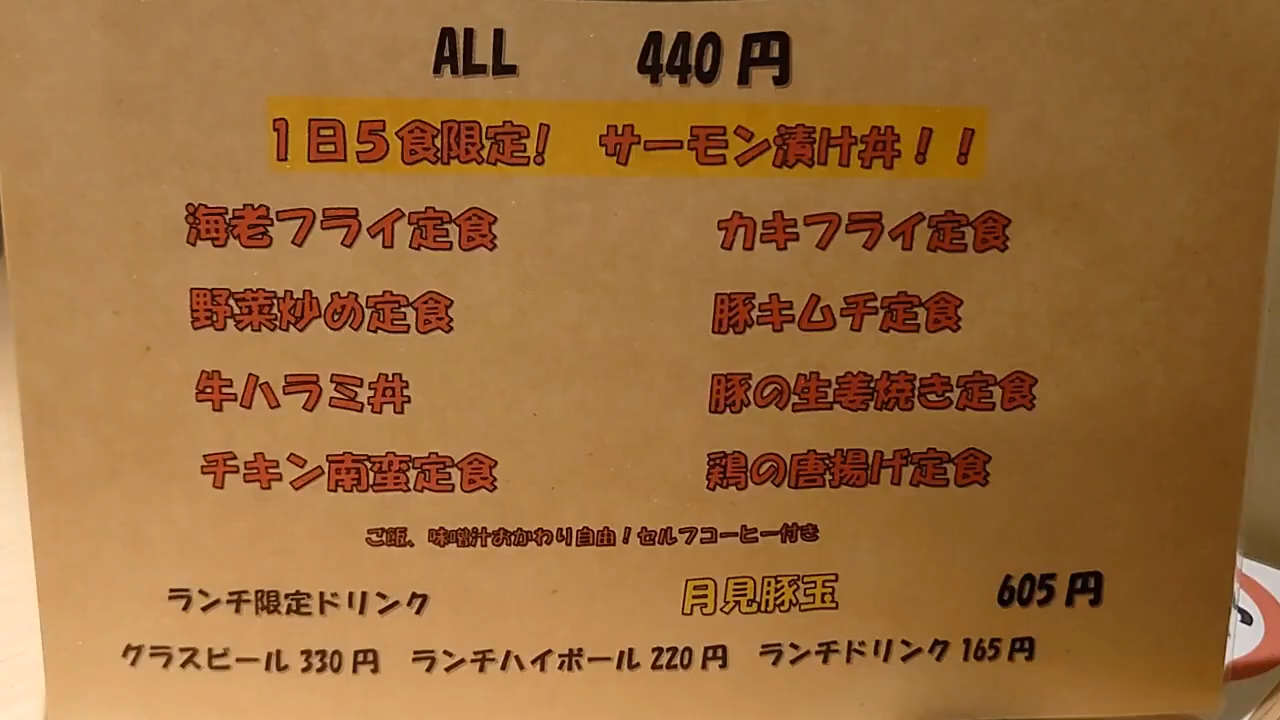 ALL 440円
1日5食限定! サーモン漬け丼!!
海老フライ定食 カキフライ定食
野菜炒め定食 豚キムチ定食
牛ハラミ丼 豚の生姜焼き定食
チキン南蛮定食 鶏の唐揚げ定食
ご飯、味噌汁おかわり自由!セルフコーヒー付き
ランチ限定ドリンク 月見豚玉 605円
グラスビール330円 ランチハイボール220円 ランチドリンク165円